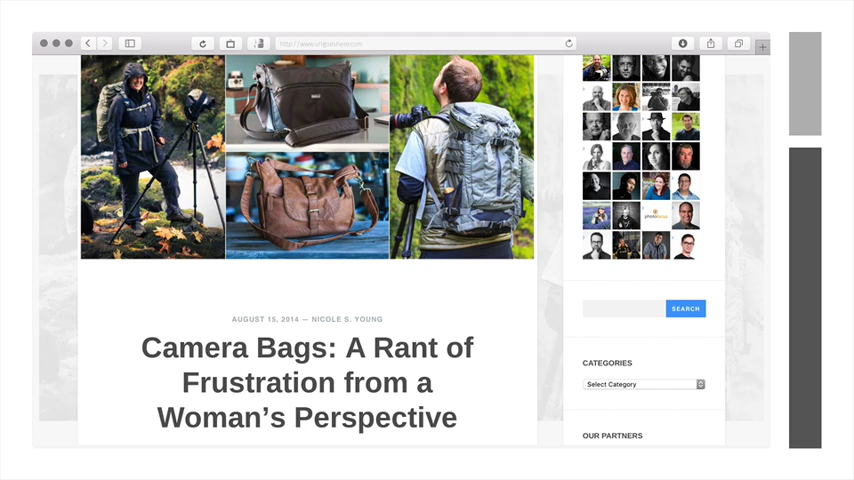 AUGUST 15, 2014 — NICOLE S. YOUNG
Camera Bags: A Rant of
Frustration from a
Woman's Perspective
photofocus
SEARCH
CATEGORIES
Select Category
OUR PARTNERS